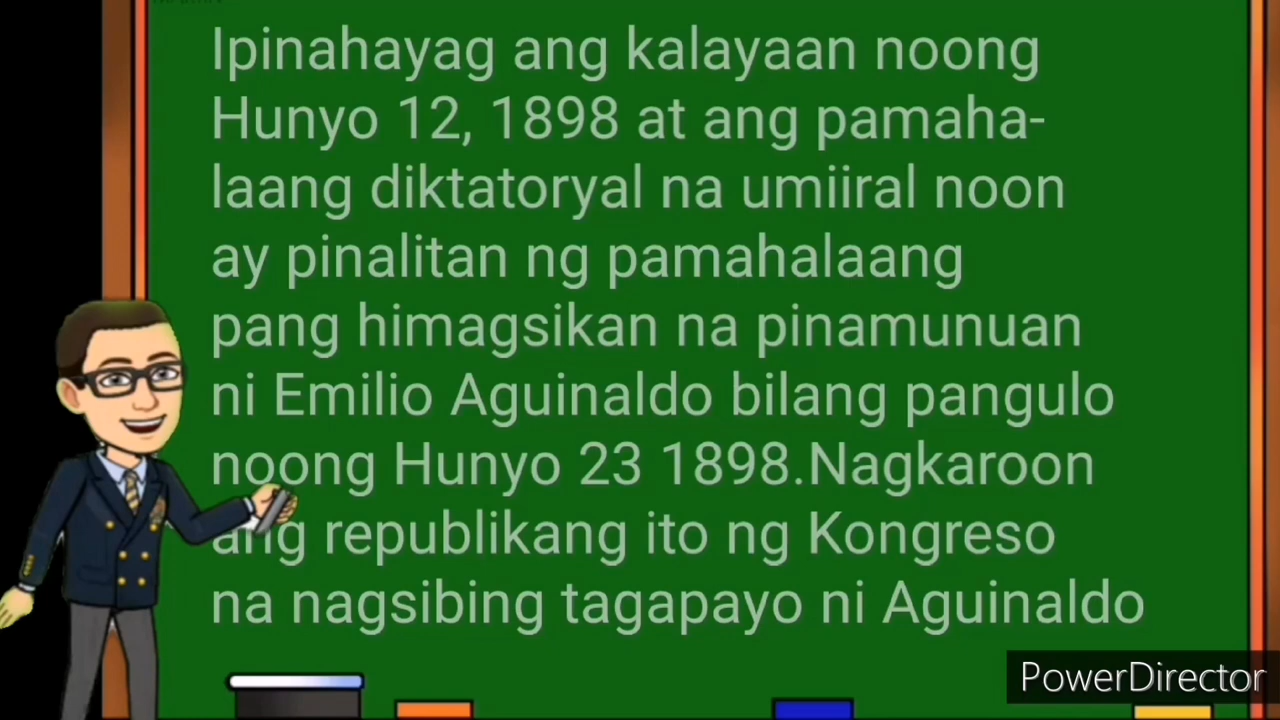 Ipinahayag ang kalayaan noong
Hunyo 12, 1898 at ang pamaha-
laang diktatoryal na umiiral noon
ay pinalitan ng pamahalaang
pang himagsikan na pinamunuan
ni Emilio Aguinaldo bilang pangulo
noong Hunyo 23 1898.Nagkaroon
ang republikang ito ng Kongreso
na nagsibing tagapayo ni Aguinaldo
PowerDirector